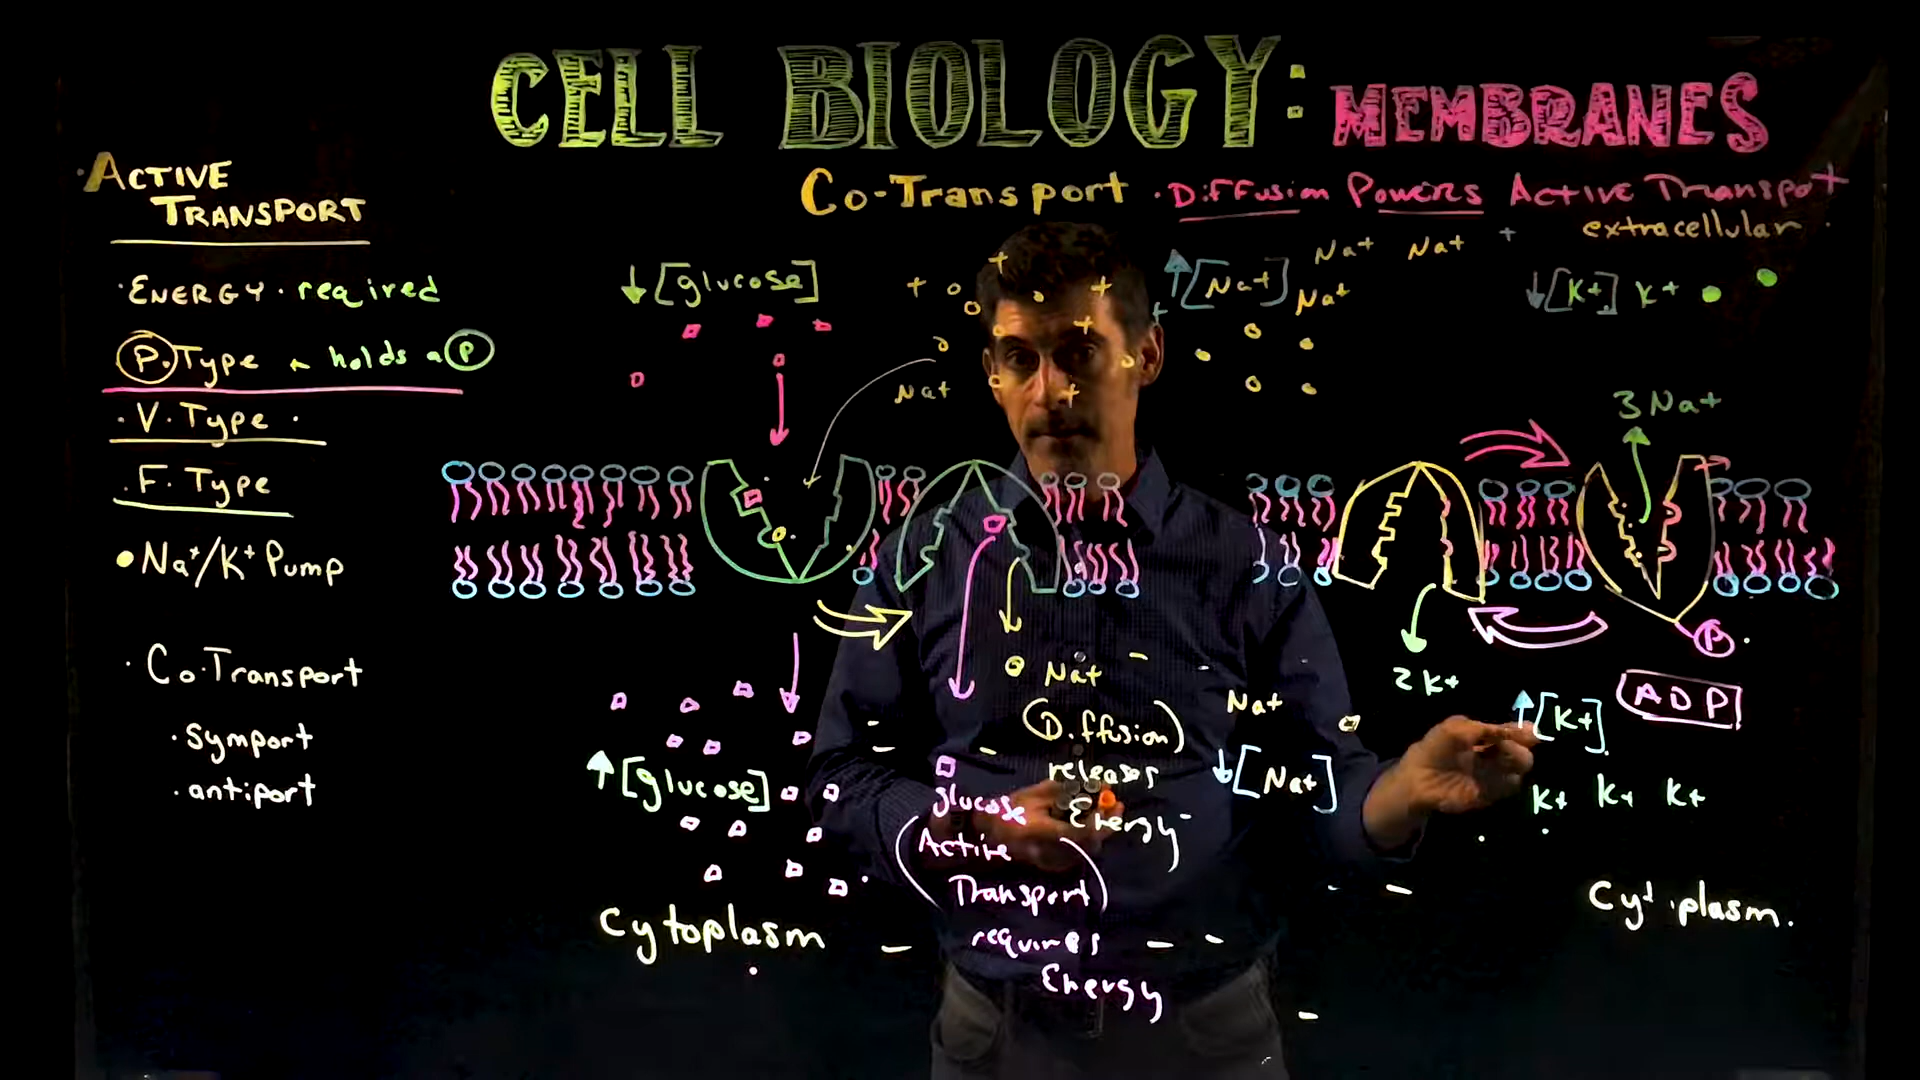 CELL BIOLOGY: MEMBRANES
· ACTIVE
TRANSPORT
· ENERGY · required
P. Type holds a P
· V. Type ·
. F. Type
• Na+/K+ Pump
· Co.Transport
· symport
· antiport
Co-Transport · Diffusion Powers Active Transport
extracellular
↓ [glucose]
↑ [Na+]
Na+ Na+ +
Na+
↓ [K+] K+
Na+
3 Na+
Na+
(Diffusion)
releases
Energy
Na+
↓ [Na+]
2 K+
P
ADP
↑ [K+]
K+ K+ K+
↑ [glucose]
glucose
(Active
Transport)
requires
Energy
Cytoplasm
Cytoplasm.